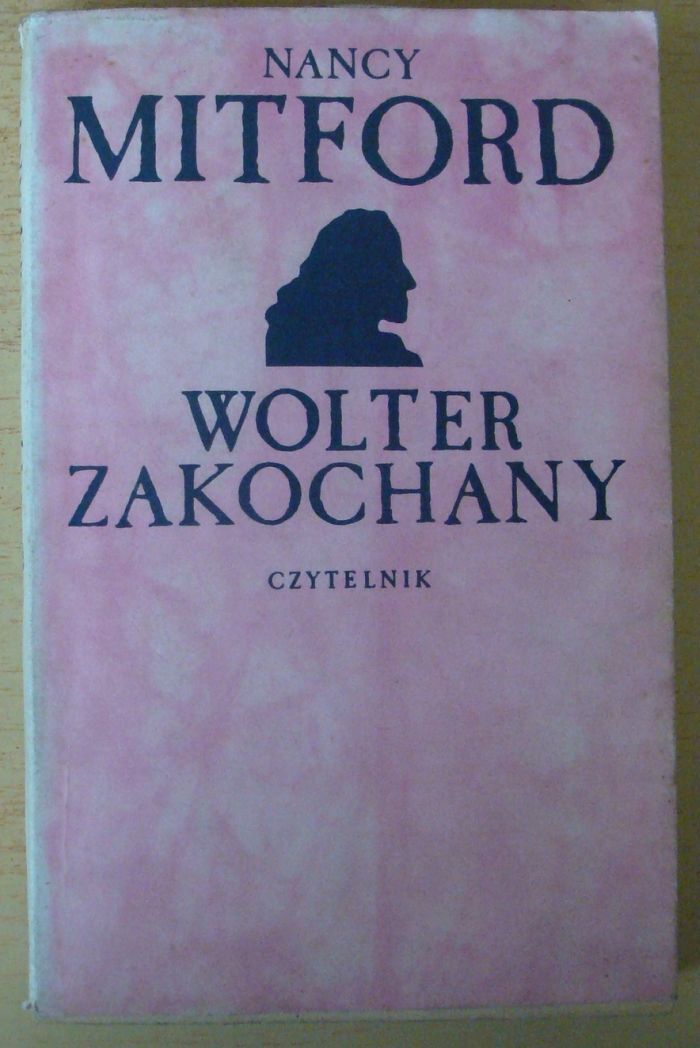 NANCY
MITFORD
WOLTER
ZAKOCHANY
CZYTELNIK